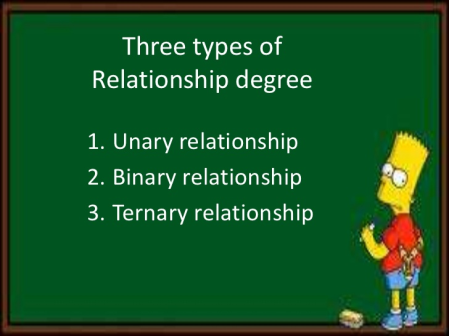 Three types of
Relationship degree
1. Unary relationship
2. Binary relationship
3. Ternary relationship